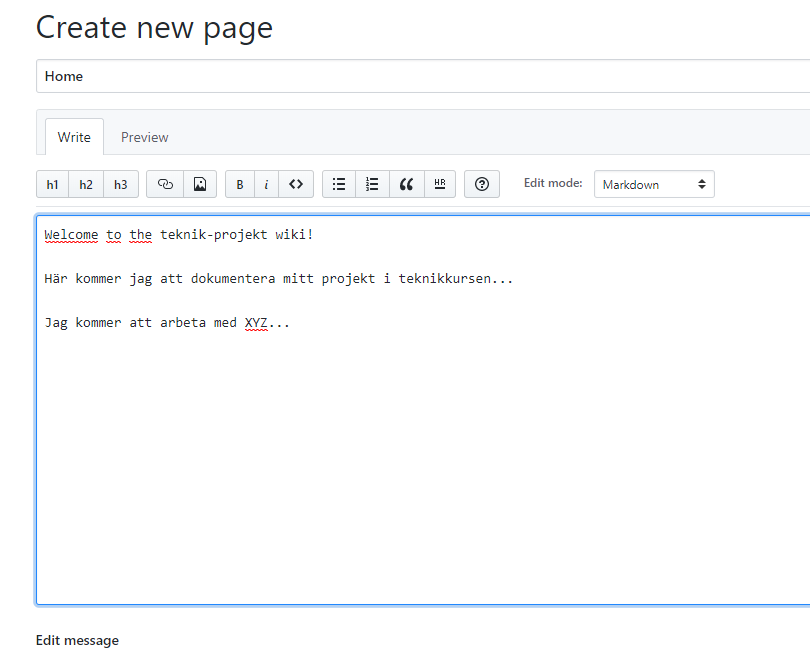 Create new page
Home
Write Preview
h1 h2 h3 B i <> HR ? Edit mode: Markdown
Welcome to the teknik-projekt wiki!
Här kommer jag att dokumentera mitt projekt i teknikkursen...
Jag kommer att arbeta med XYZ...
Edit message